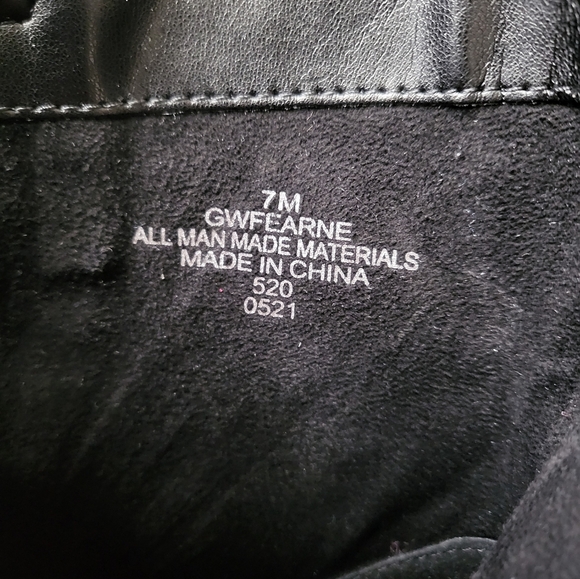 7M
GWFEARNE
ALL MAN MADE MATERIALS
MADE IN CHINA
520
0521